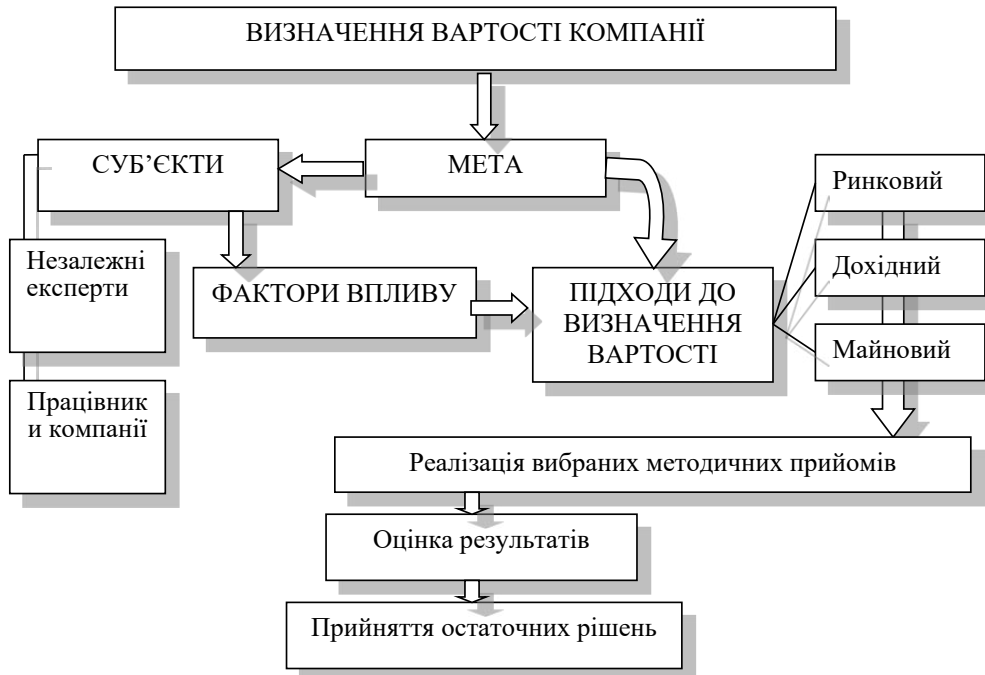 ВИЗНАЧЕННЯ ВАРТОСТІ КОМПАНІЇ
СУБ’ЄКТИ
МЕТА
Ринковий
Незалежні
експерти
ФАКТОРИ ВПЛИВУ
ПІДХОДИ ДО
ВИЗНАЧЕННЯ
ВАРТОСТІ
Дохідний
Майновий
Працівник
и компанії
Реалізація вибраних методичних прийомів
Оцінка результатів
Прийняття остаточних рішень